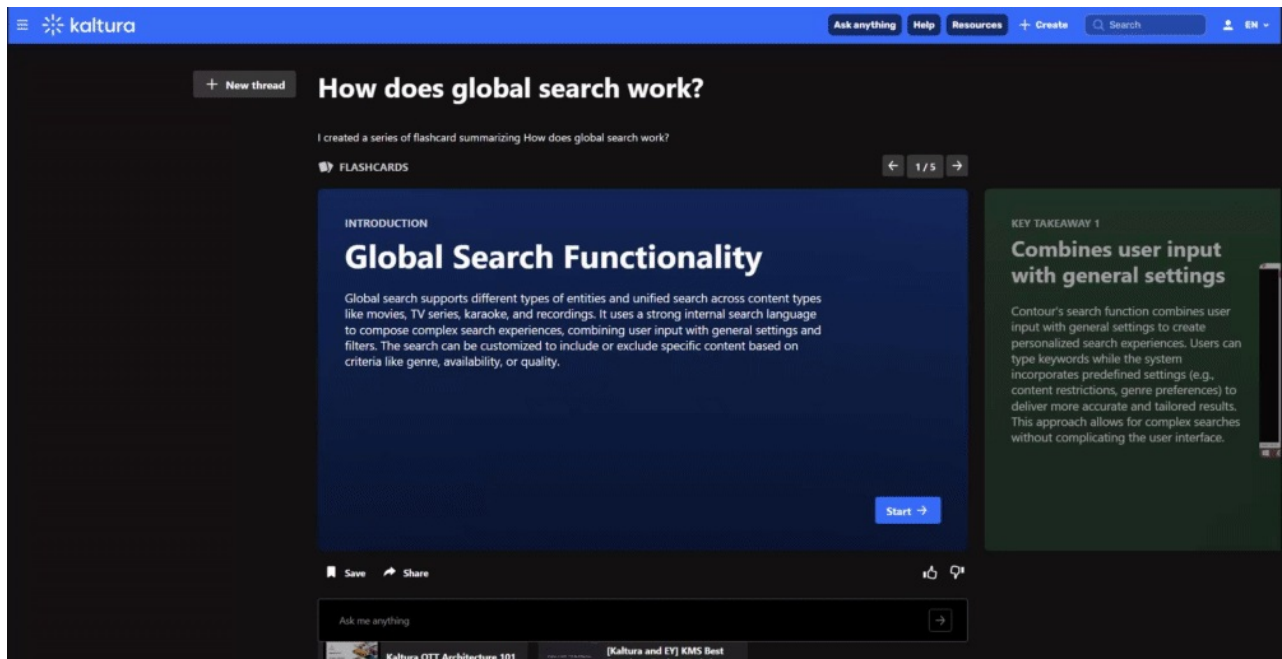 kaltura
Ask anything
Help
Resources
+ Create
Search
EN
+ New thread
How does global search work?
I created a series of flashcard summarizing How does global search work?
FLASHCARDS
1/5
INTRODUCTION
Global Search Functionality
Global search supports different types of entities and unified search across content types
like movies, TV series, karaoke, and recordings. It uses a strong internal search language
to compose complex search experiences, combining user input with general settings and
filters. The search can be customized to include or exclude specific content based on
criteria like genre, availability, or quality.
Start →
KEY TAKEAWAY 1
Combines user input
with general settings
Contour's search function combines user
input with general settings to create
personalized search experiences. Users can
type keywords while the system
incorporates predefined settings (e.g.,
content restrictions, genre preferences) to
deliver more accurate and tailored results.
This approach allows for complex searches
without complicating the user interface.
Save
Share
Ask me anything
Kaltura OTT Architecture 101
[Kaltura and EY] KMS Best